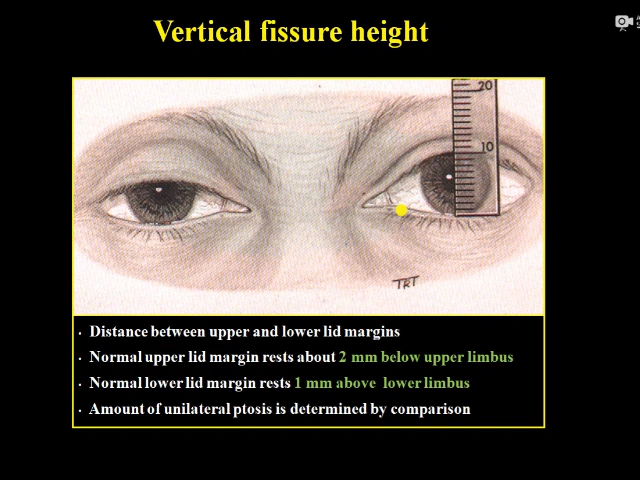 Vertical fissure height
20
10
TRT
· Distance between upper and lower lid margins
· Normal upper lid margin rests about 2 mm below upper limbus
· Normal lower lid margin rests 1 mm above lower limbus
· Amount of unilateral ptosis is determined by comparison